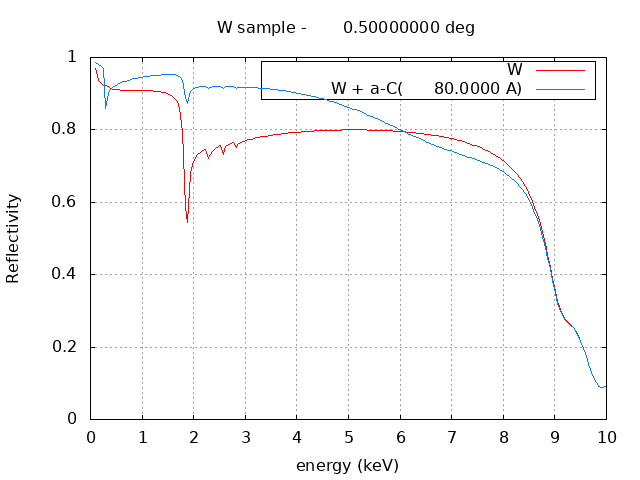 W sample - 0.50000000 deg
1
W
W + a-C( 80.0000 A)
0.8
0.6
0.4
0.2
0
Reflectivity
0 1 2 3 4 5 6 7 8 9 10
energy (keV)